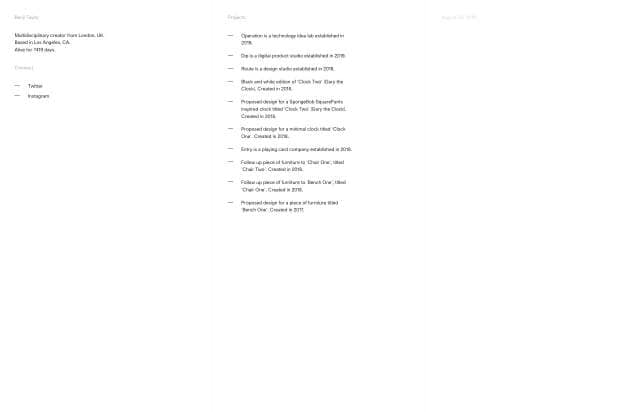 Benji Taylor
Multidisciplinary creator from London, UK.
Based in Los Angeles, CA.
Alive for 7419 days.
Contact
— Twitter
— Instagram
Projects
— Operation is a technology idea lab established in
2018.
— Dip is a digital product studio established in 2018.
— Route is a design studio established in 2018.
— Black and white edition of 'Clock Two' (Gary the
Clock). Created in 2018.
— Proposed design for a SpongeBob SquarePants
inspired clock titled 'Clock Two' (Gary the Clock).
Created in 2018.
— Proposed design for a minimal clock titled 'Clock
One'. Created in 2018.
— Entry is a playing card company established in 2018.
— Follow up piece of furniture to 'Chair One', titled
'Chair Two'. Created in 2018.
— Follow up piece of furniture to 'Bench One', titled
'Chair One'. Created in 2018.
— Proposed design for a piece of furniture titled
'Bench One'. Created in 2017.